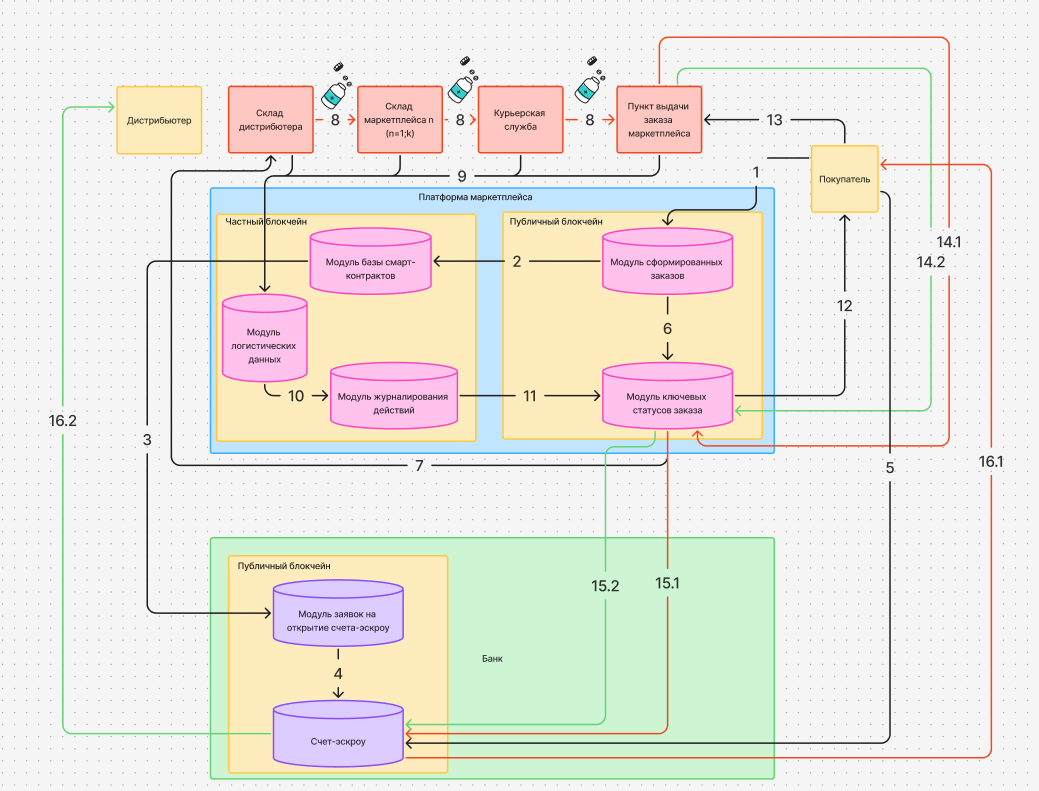 Дистрибьютер
Склад
дистрибютера
8
Склад
маркетплейса n
(n=1;k)
8
Курьерская
служба
8
Пункт выдачи
заказа
маркетплейса
13
Покупатель
9
1
Платформа маркетплейса
Частный блокчейн
Публичный блокчейн
14.1
14.2
Модуль базы смарт-
контрактов
2
Модуль сформированных
заказов
12
Модуль
логистических
данных
6
10
Модуль журналирования
действий
11
Модуль ключевых
статусов заказа
16.2
3
7
5
16.1
Публичный блокчейн
15.2
15.1
Модуль заявок на
открытие счета-эскроу
Банк
4
Счет-эскроу